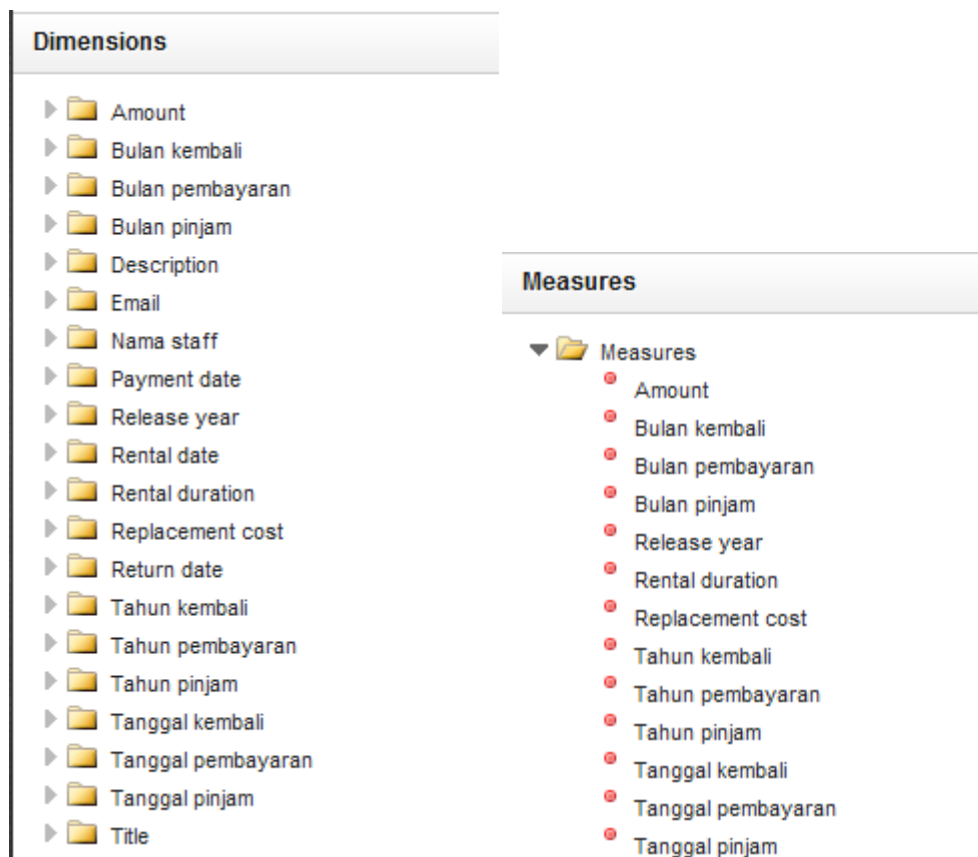 Dimensions
Amount
Bulan kembali
Bulan pembayaran
Bulan pinjam
Description
Email
Nama staff
Payment date
Release year
Rental date
Rental duration
Replacement cost
Return date
Tahun kembali
Tahun pembayaran
Tahun pinjam
Tanggal kembali
Tanggal pembayaran
Tanggal pinjam
Title
Measures
Measures
Amount
Bulan kembali
Bulan pembayaran
Bulan pinjam
Release year
Rental duration
Replacement cost
Tahun kembali
Tahun pembayaran
Tahun pinjam
Tanggal kembali
Tanggal pembayaran
Tanggal pinjam